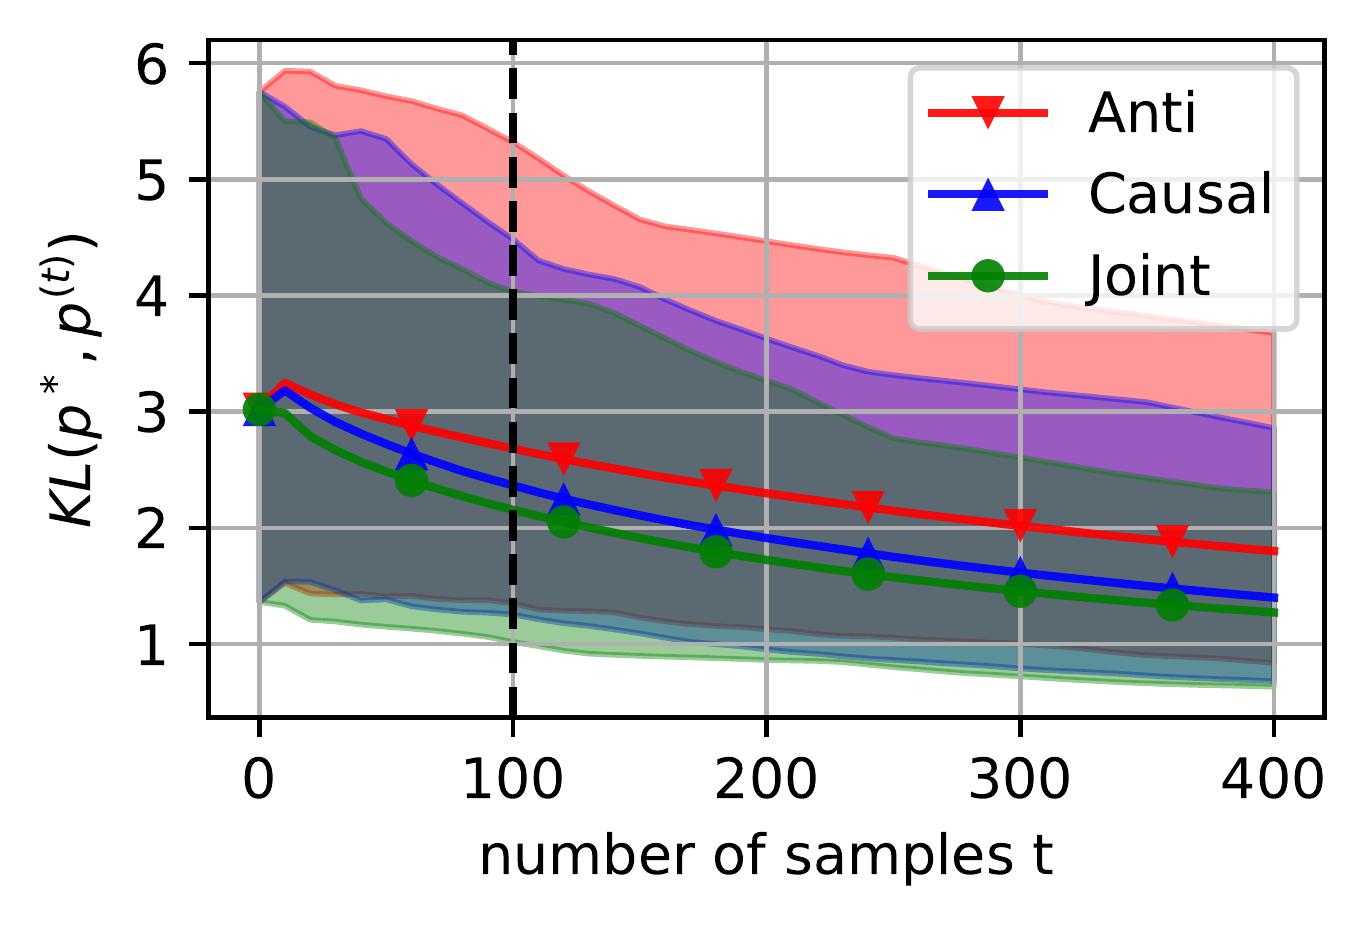 6
5
4
3
2
1
KL(p*, p(t))
0 100 200 300 400
number of samples t
Anti
Causal
Joint